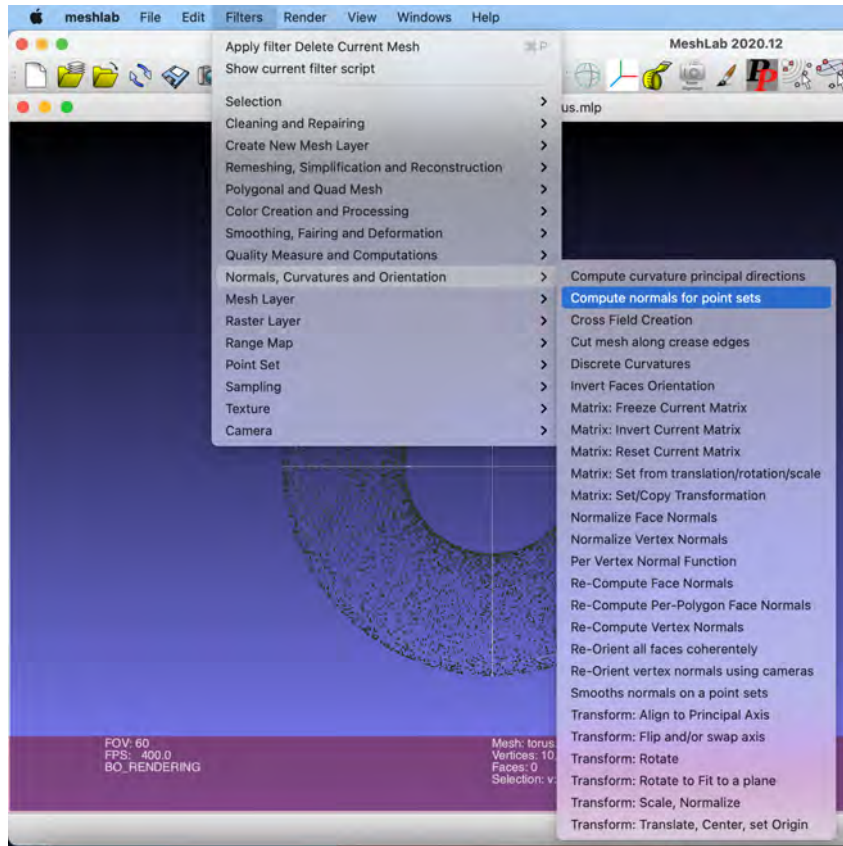 meshlab File Edit Filters Render View Windows Help
MeshLab 2020.12
us.mlp
Apply filter Delete Current Mesh ⌘P
Show current filter script
Selection
Cleaning and Repairing
Create New Mesh Layer
Remeshing, Simplification and Reconstruction
Polygonal and Quad Mesh
Color Creation and Processing
Smoothing, Fairing and Deformation
Quality Measure and Computations
Normals, Curvatures and Orientation
Mesh Layer
Raster Layer
Range Map
Point Set
Sampling
Texture
Camera
Compute curvature principal directions
Compute normals for point sets
Cross Field Creation
Cut mesh along crease edges
Discrete Curvatures
Invert Faces Orientation
Matrix: Freeze Current Matrix
Matrix: Invert Current Matrix
Matrix: Reset Current Matrix
Matrix: Set from translation/rotation/scale
Matrix: Set/Copy Transformation
Normalize Face Normals
Normalize Vertex Normals
Per Vertex Normal Function
Re-Compute Face Normals
Re-Compute Per-Polygon Face Normals
Re-Compute Vertex Normals
Re-Orient all faces coherently
Re-Orient vertex normals using cameras
Smooths normals on a point sets
Transform: Align to Principal Axis
Transform: Flip and/or swap axis
Transform: Rotate
Transform: Rotate to Fit to a plane
Transform: Scale, Normalize
Transform: Translate, Center, set Origin
FOV: 60
FPS: 400.0
BO_RENDERING
Mesh: torus.
Vertices: 10,
Faces: 0
Selection: v: